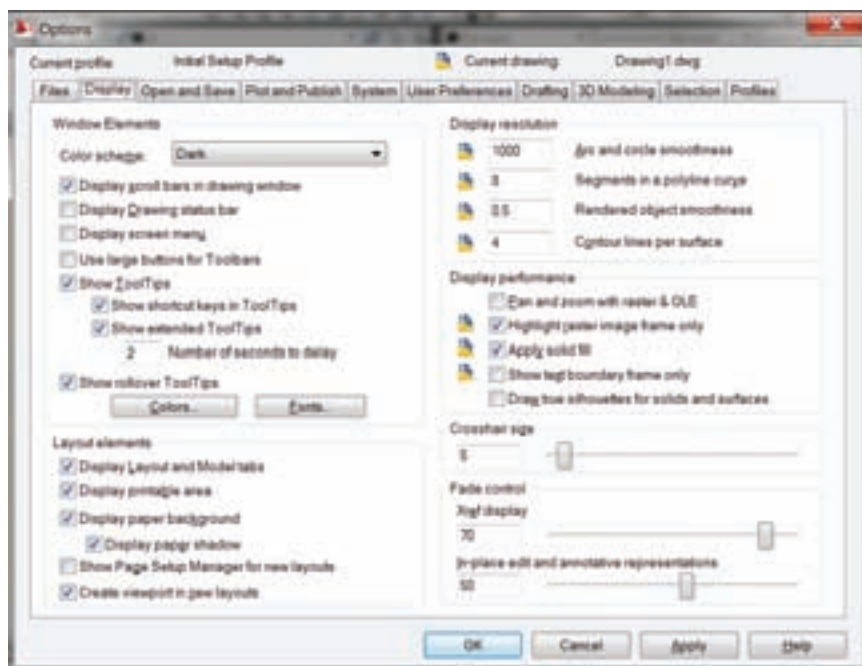 Options
Current profile: Initial Setup Profile Current drawing: Drawing1.dwg
Files Display Open and Save Plot and Publish System User Preferences Drafting 3D Modeling Selection Profiles
Window Elements
Color scheme: Dark
Display scroll bars in drawing window
Display Drawing status bar
Display screen menu
Use large buttons for Toolbars
Show ToolTips
Show shortcut keys in ToolTips
Show extended ToolTips
2 Number of seconds to delay
Show rollover ToolTips
Colors... Fonts...
Layout elements
Display Layout and Model tabs
Display printable area
Display paper background
Display paper shadow
Show Page Setup Manager for new layouts
Create viewport in new layouts
Display resolution
1000 Arc and circle smoothness
8 Segments in a polyline curve
0.5 Rendered object smoothness
4 Contour lines per surface
Display performance
Pan and zoom with raster & OLE
Highlight raster image frame only
Apply solid fill
Show text boundary frame only
Draw true silhouettes for solids and surfaces
Crosshair size
5
Fade control
Xref display
70
In-place edit and annotative representations
50
OK Cancel Apply Help